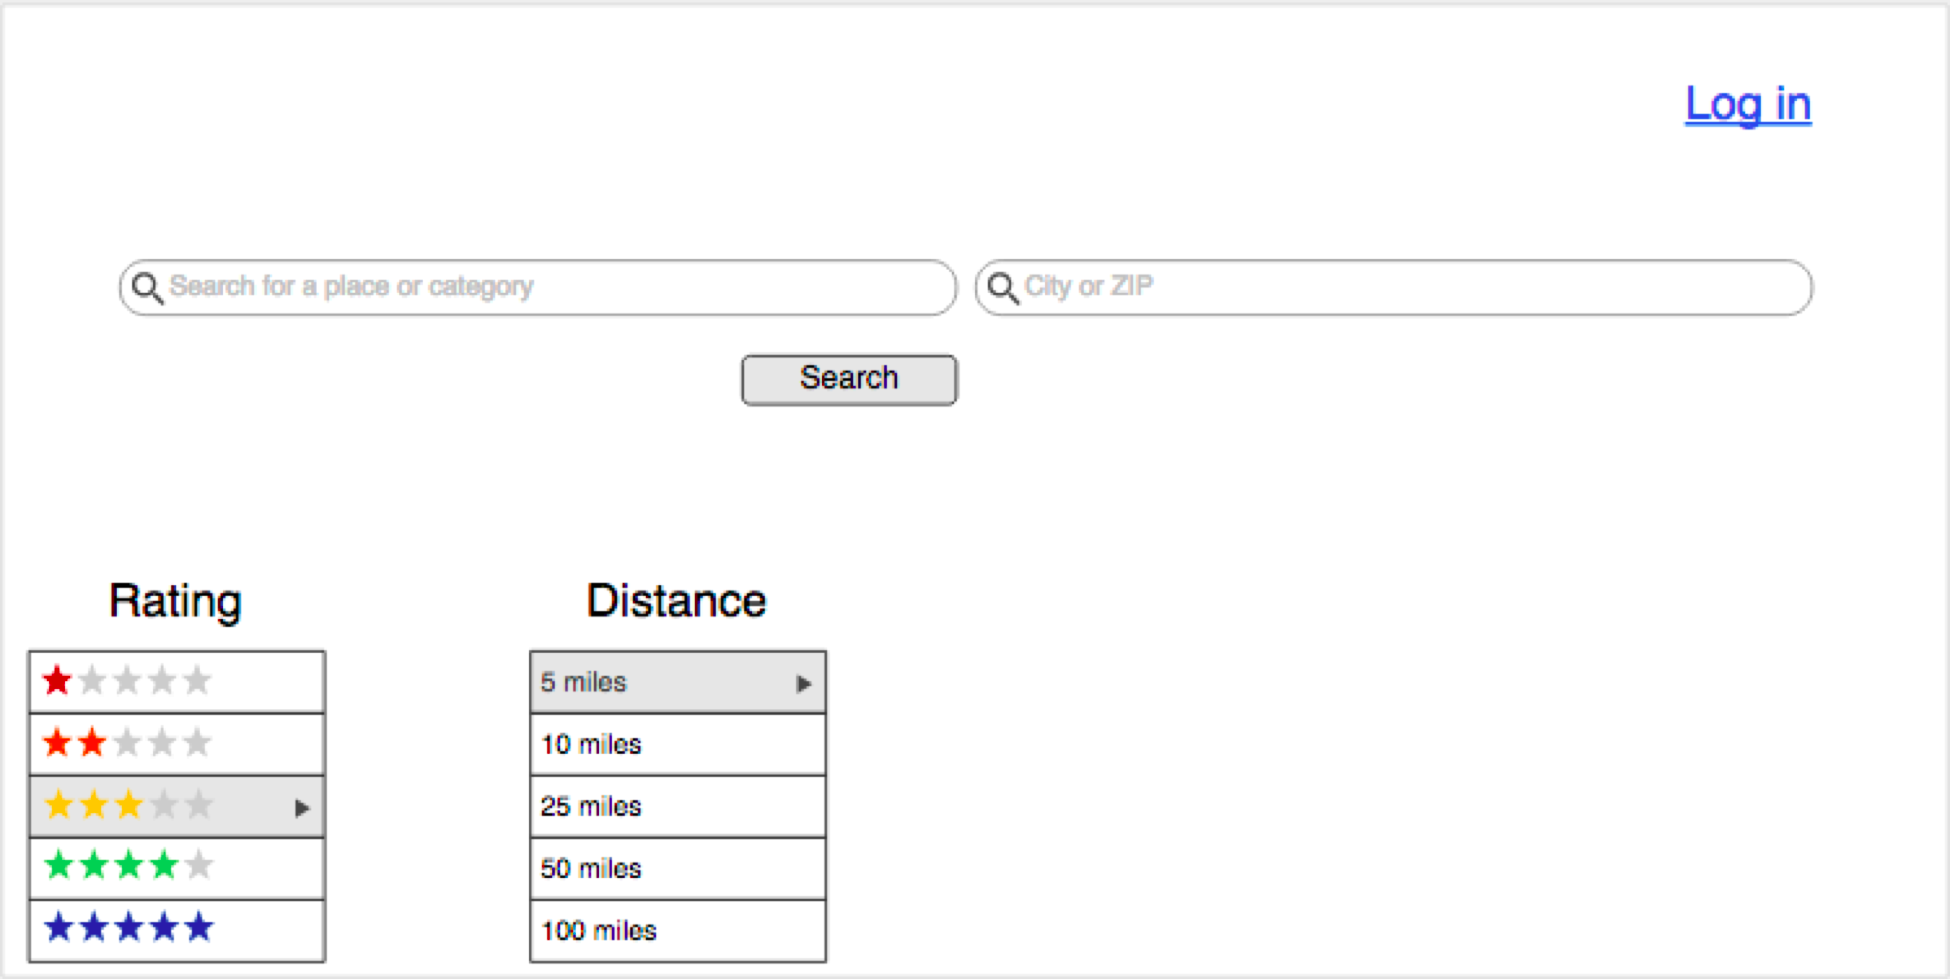 Log in
Search for a place or category
City or ZIP
Search
Rating
Distance
5 miles
10 miles
25 miles
50 miles
100 miles